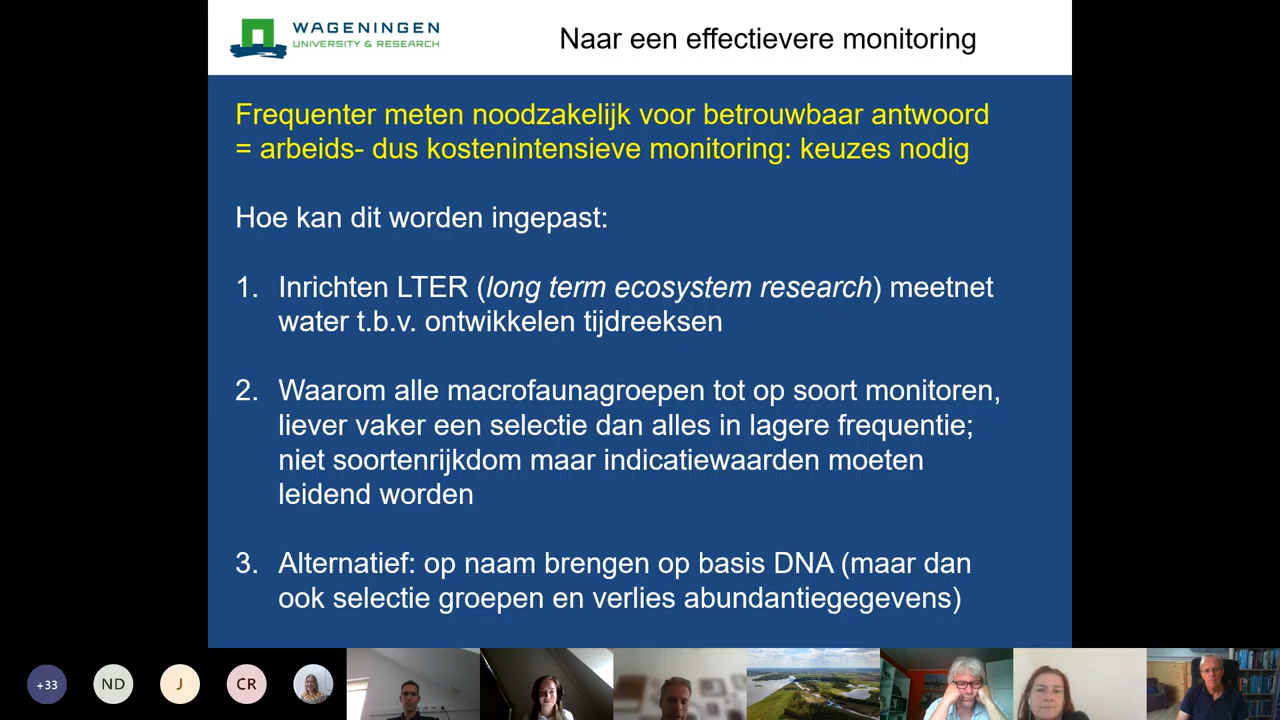 WAGENINGEN
UNIVERSITY & RESEARCH
Naar een effectievere monitoring
Frequenter meten noodzakelijk voor betrouwbaar antwoord
= arbeids- dus kostenintensieve monitoring: keuzes nodig
Hoe kan dit worden ingepast:
1. Inrichten LTER (long term ecosystem research) meetnet
water t.b.v. ontwikkelen tijdreeksen
2. Waarom alle macrofaunagroepen tot op soort monitoren,
liever vaker een selectie dan alles in lagere frequentie;
niet soortenrijkdom maar indicatiewaarden moeten
leidend worden
3. Alternatief: op naam brengen op basis DNA (maar dan
ook selectie groepen en verlies abundantiegegevens)
+33
ND
J
CR